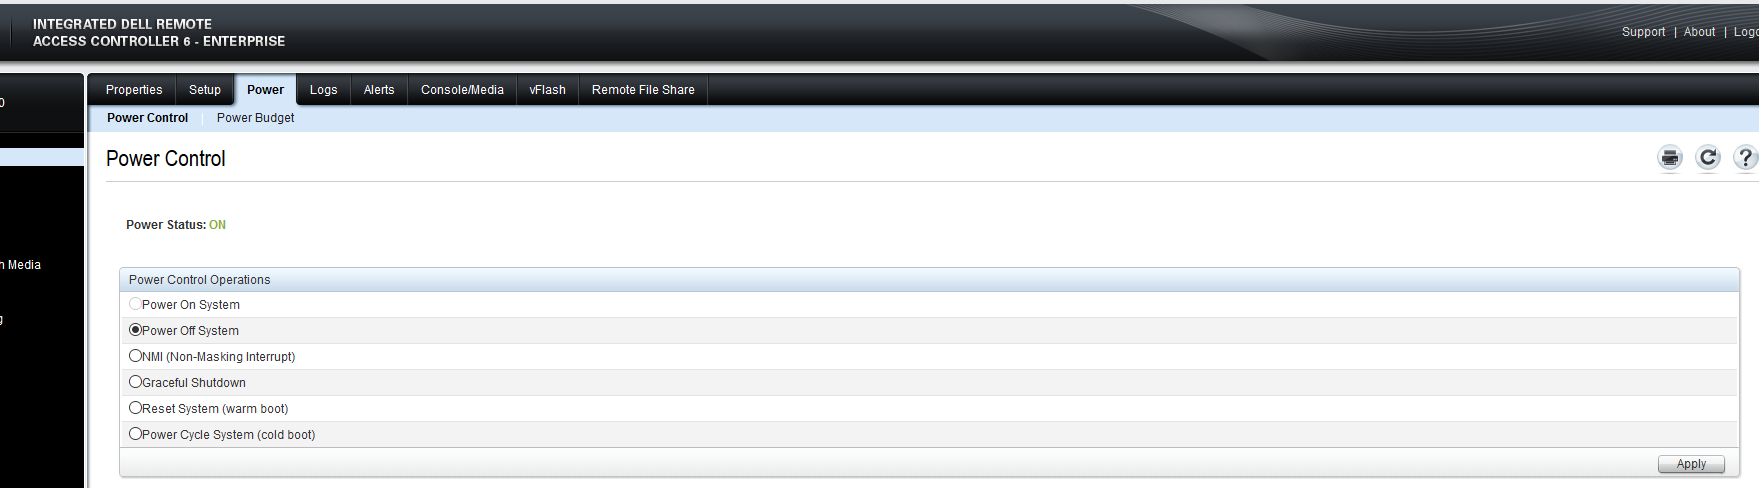 INTEGRATED DELL REMOTE
ACCESS CONTROLLER 6 - ENTERPRISE
Support | About |
Properties Setup Power Logs Alerts Console/Media vFlash Remote File Share
Power Control | Power Budget
Power Control
Power Status: ON
Media
Power Control Operations
Power On System
Power Off System
NMI (Non-Masking Interrupt)
Graceful Shutdown
Reset System (warm boot)
Power Cycle System (cold boot)
Apply